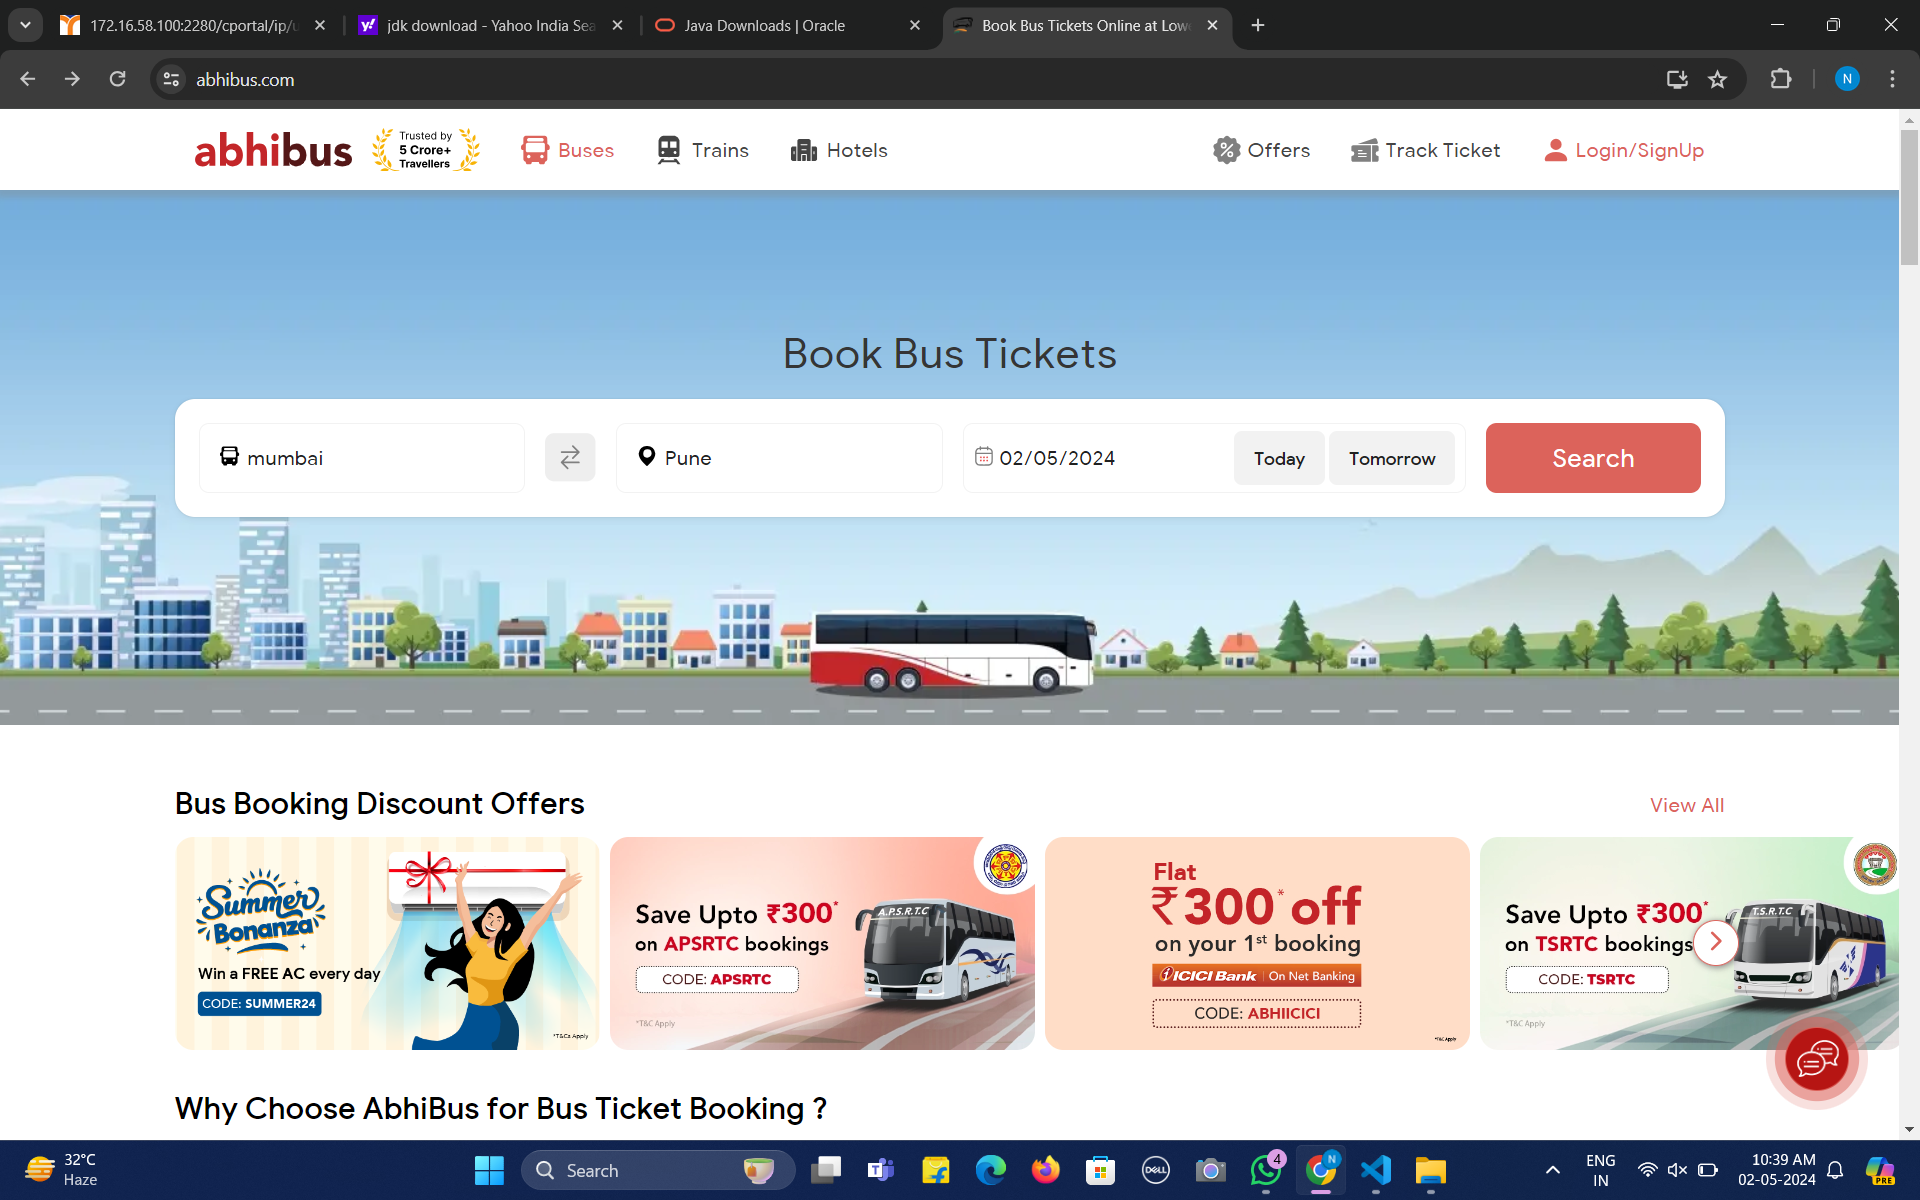 172.16.58.100:2280/cportal/ip/u
jdk download - Yahoo India Sea
Java Downloads | Oracle
Book Bus Tickets Online at Lowe
abhibus.com
N
abhibus
Trusted by
5 Crore+
Travellers
Buses
Trains
Hotels
Offers
Track Ticket
Login/SignUp
Book Bus Tickets
mumbai
Pune
02/05/2024
Today
Tomorrow
Search
Bus Booking Discount Offers
View All
Summer
Bonanza
Win a FREE AC every day
CODE: SUMMER24
*T&Cs Apply
Save Upto ₹300*
on APSRTC bookings
CODE: APSRTC
*T&C Apply
A.P.S.R.T.C
Flat
₹300* off
on your 1st booking
ICICI Bank | On Net Banking
CODE: ABHIICICI
*T&C Apply
Save Upto ₹300*
on TSRTC bookings
CODE: TSRTC
*T&C Apply
T.S.R.T.C
Why Choose AbhiBus for Bus Ticket Booking ?
32°C
Haze
Search
DELL
4
N
ENG
IN
10:39 AM
02-05-2024
PRE